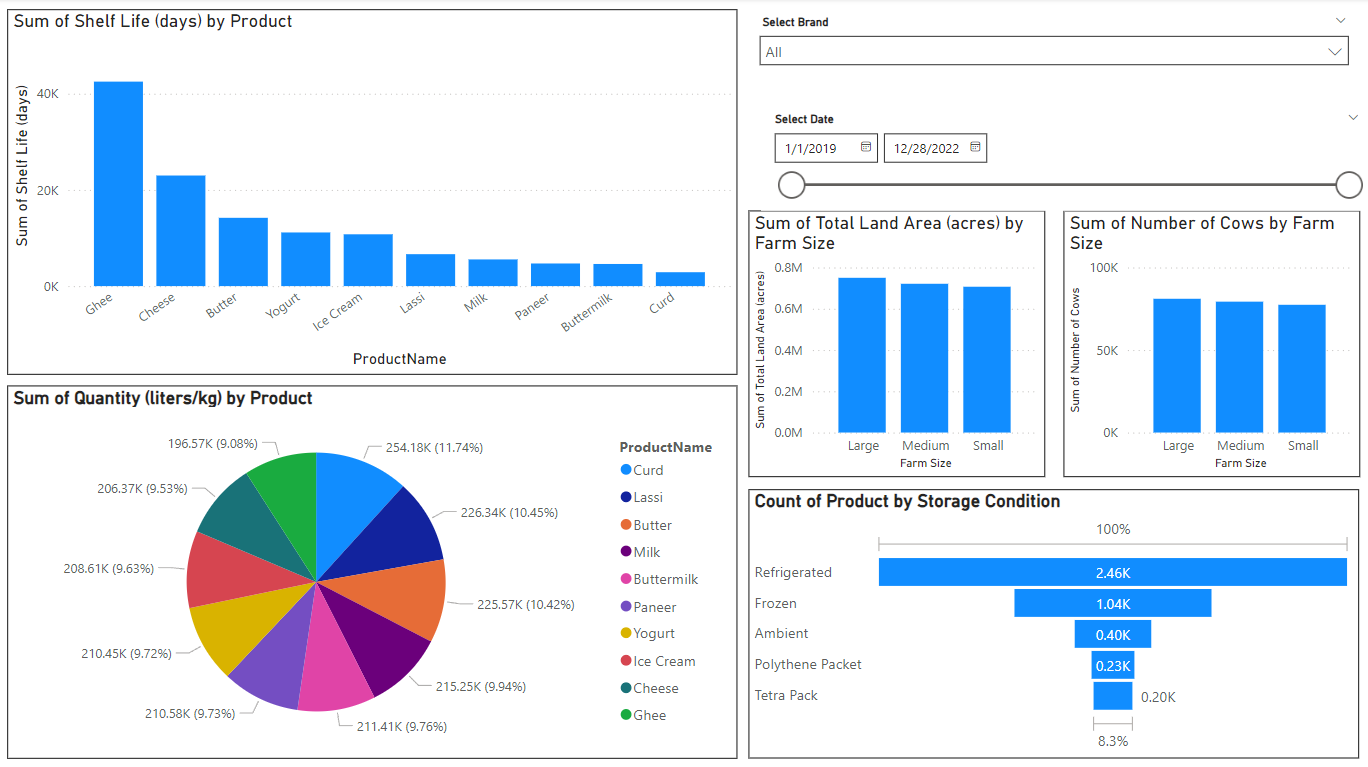 Sum of Shelf Life (days) by Product
Sum of Shelf Life (days)
40K
20K
0K
Ghee
Cheese
Butter
Yogurt
Ice Cream
Lassi
Milk
Paneer
Buttermilk
Curd
ProductName
Select Brand
All
Select Date
1/1/2019
12/28/2022
Sum of Total Land Area (acres) by
Farm Size
Sum of Total Land Area (acres)
0.8M
0.6M
0.4M
0.2M
0.0M
Large
Medium
Small
Farm Size
Sum of Number of Cows by Farm
Size
Sum of Number of Cows
100K
50K
0K
Large
Medium
Small
Farm Size
Sum of Quantity (liters/kg) by Product
196.57K (9.08%)
254.18K (11.74%)
206.37K (9.53%)
226.34K (10.45%)
208.61K (9.63%)
225.57K (10.42%)
210.45K (9.72%)
215.25K (9.94%)
210.58K (9.73%)
211.41K (9.76%)
ProductName
Curd
Lassi
Butter
Milk
Buttermilk
Paneer
Yogurt
Ice Cream
Cheese
Ghee
Count of Product by Storage Condition
100%
Refrigerated 2.46K
Frozen 1.04K
Ambient 0.40K
Polythene Packet 0.23K
Tetra Pack 0.20K
8.3%